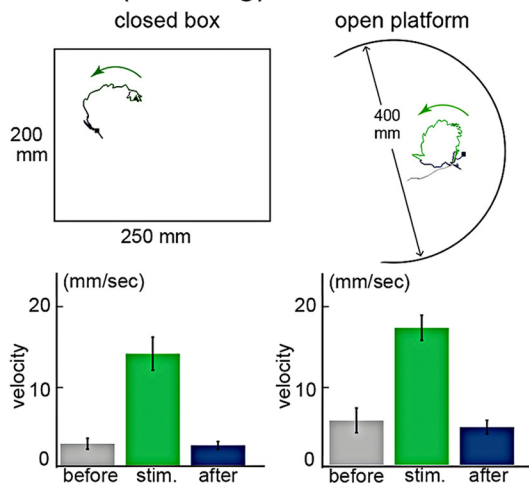 closed box
open platform
200
mm
250 mm
400
mm
(mm/sec)
20
10
0
velocity
before
stim.
after
(mm/sec)
20
10
0
velocity
before
stim.
after